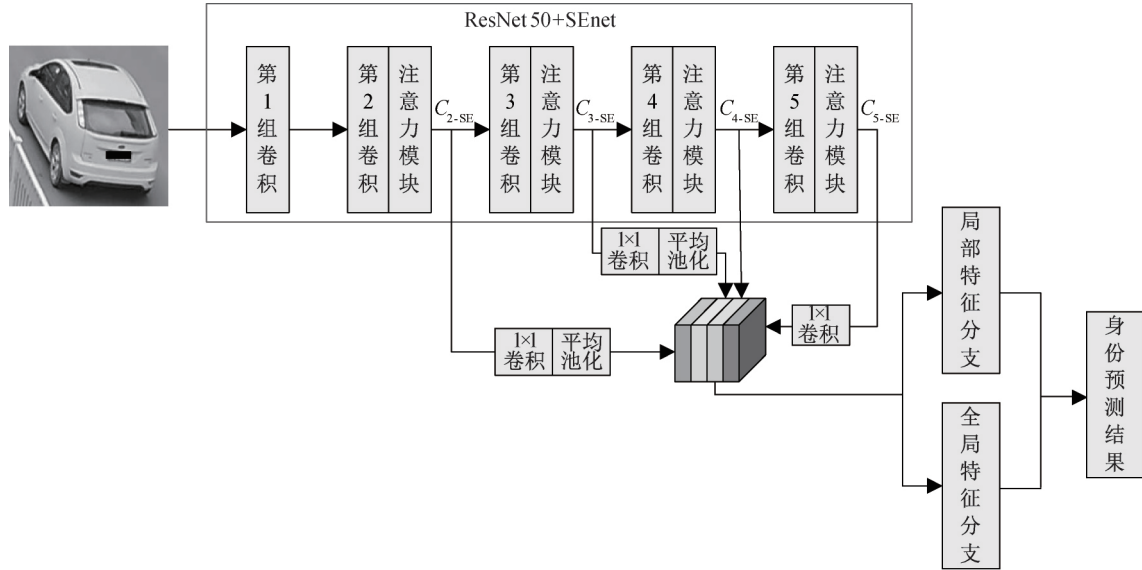 ResNet 50+SEnet
第1组卷积
第2组卷积
注意力模块
C2-SE
第3组卷积
注意力模块
C3-SE
第4组卷积
注意力模块
C4-SE
第5组卷积
注意力模块
C5-SE
1×1
卷积
平均
池化
1×1
卷积
1×1
卷积
平均
池化
局部特征分支
全局特征分支
身份预测结果